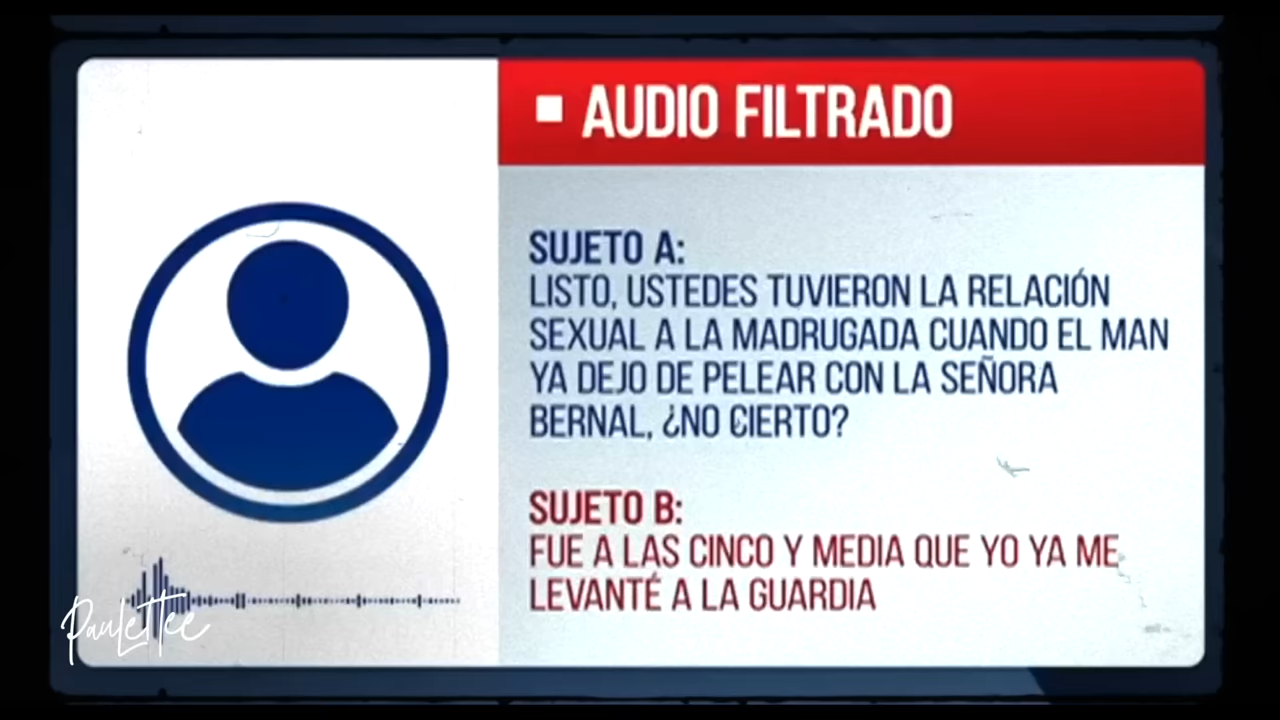 AUDIO FILTRADO
SUJETO A:
LISTO, USTEDES TUVIERON LA RELACIÓN
SEXUAL A LA MADRUGADA CUANDO EL MAN
YA DEJO DE PELEAR CON LA SEÑORA
BERNAL, ¿NO CIERTO?
SUJETO B:
FUE A LAS CINCO Y MEDIA QUE YO YA ME
LEVANTÉ A LA GUARDIA
Paulettee